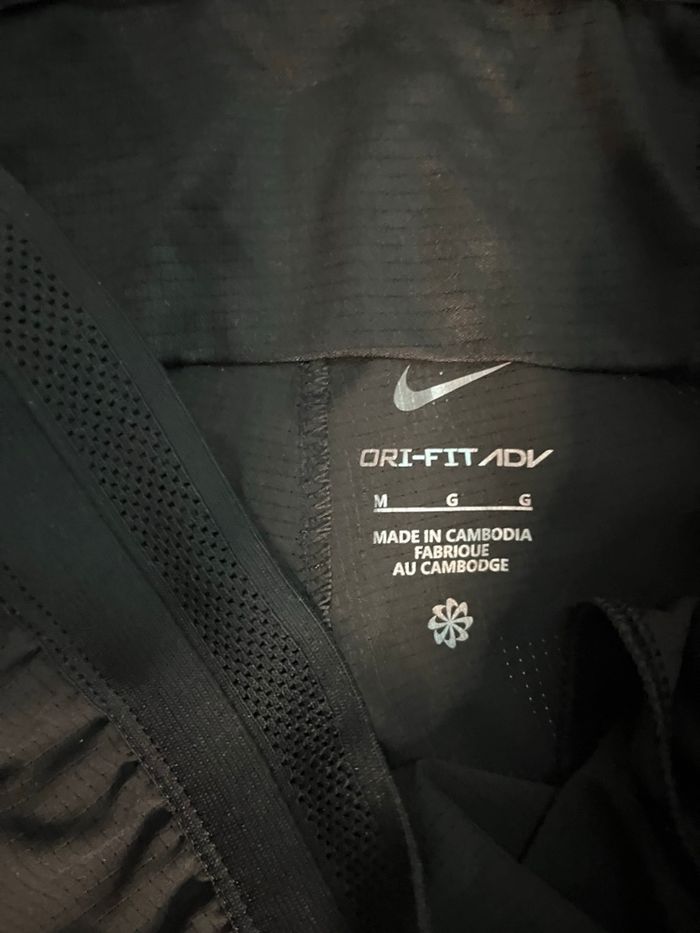 DRI-FIT ADV
M G G
MADE IN CAMBODIA
FABRIQUE
AU CAMBODGE